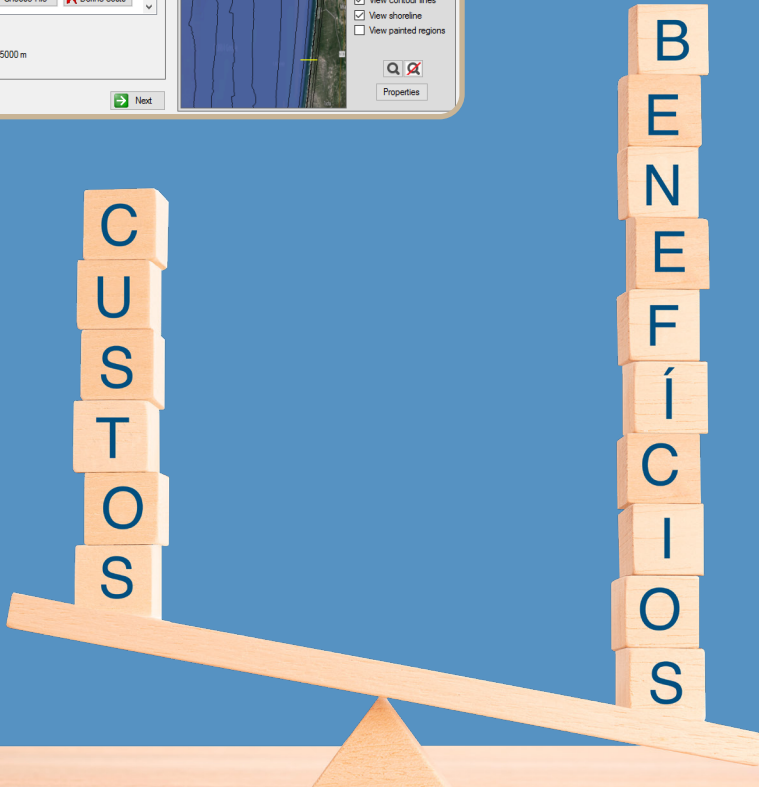 View shoreline
View painted regions
5000 m
Next
Properties
C
U
S
T
O
S
B
E
N
E
F
Í
C
I
O
S